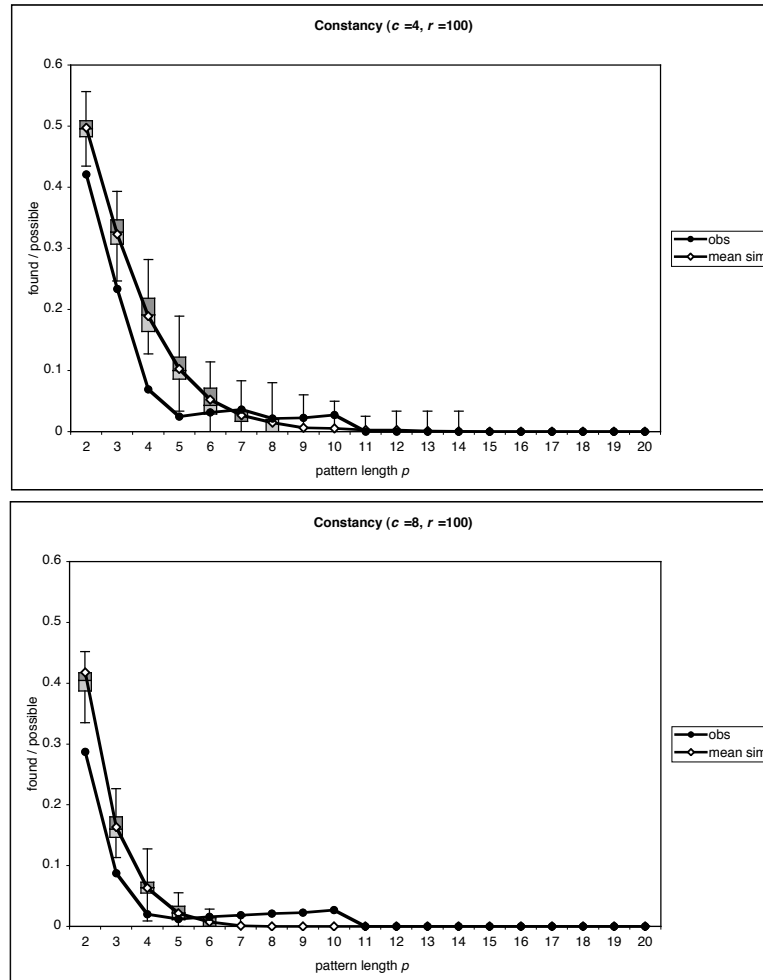 Constancy (c =4, r =100)
0.6
0.5
0.4
0.3
0.2
0.1
0
found / possible
2 3 4 5 6 7 8 9 10 11 12 13 14 15 16 17 18 19 20
pattern length p
obs
mean sim
Constancy (c =8, r =100)
0.6
0.5
0.4
0.3
0.2
0.1
0
found / possible
2 3 4 5 6 7 8 9 10 11 12 13 14 15 16 17 18 19 20
pattern length p
obs
mean sim